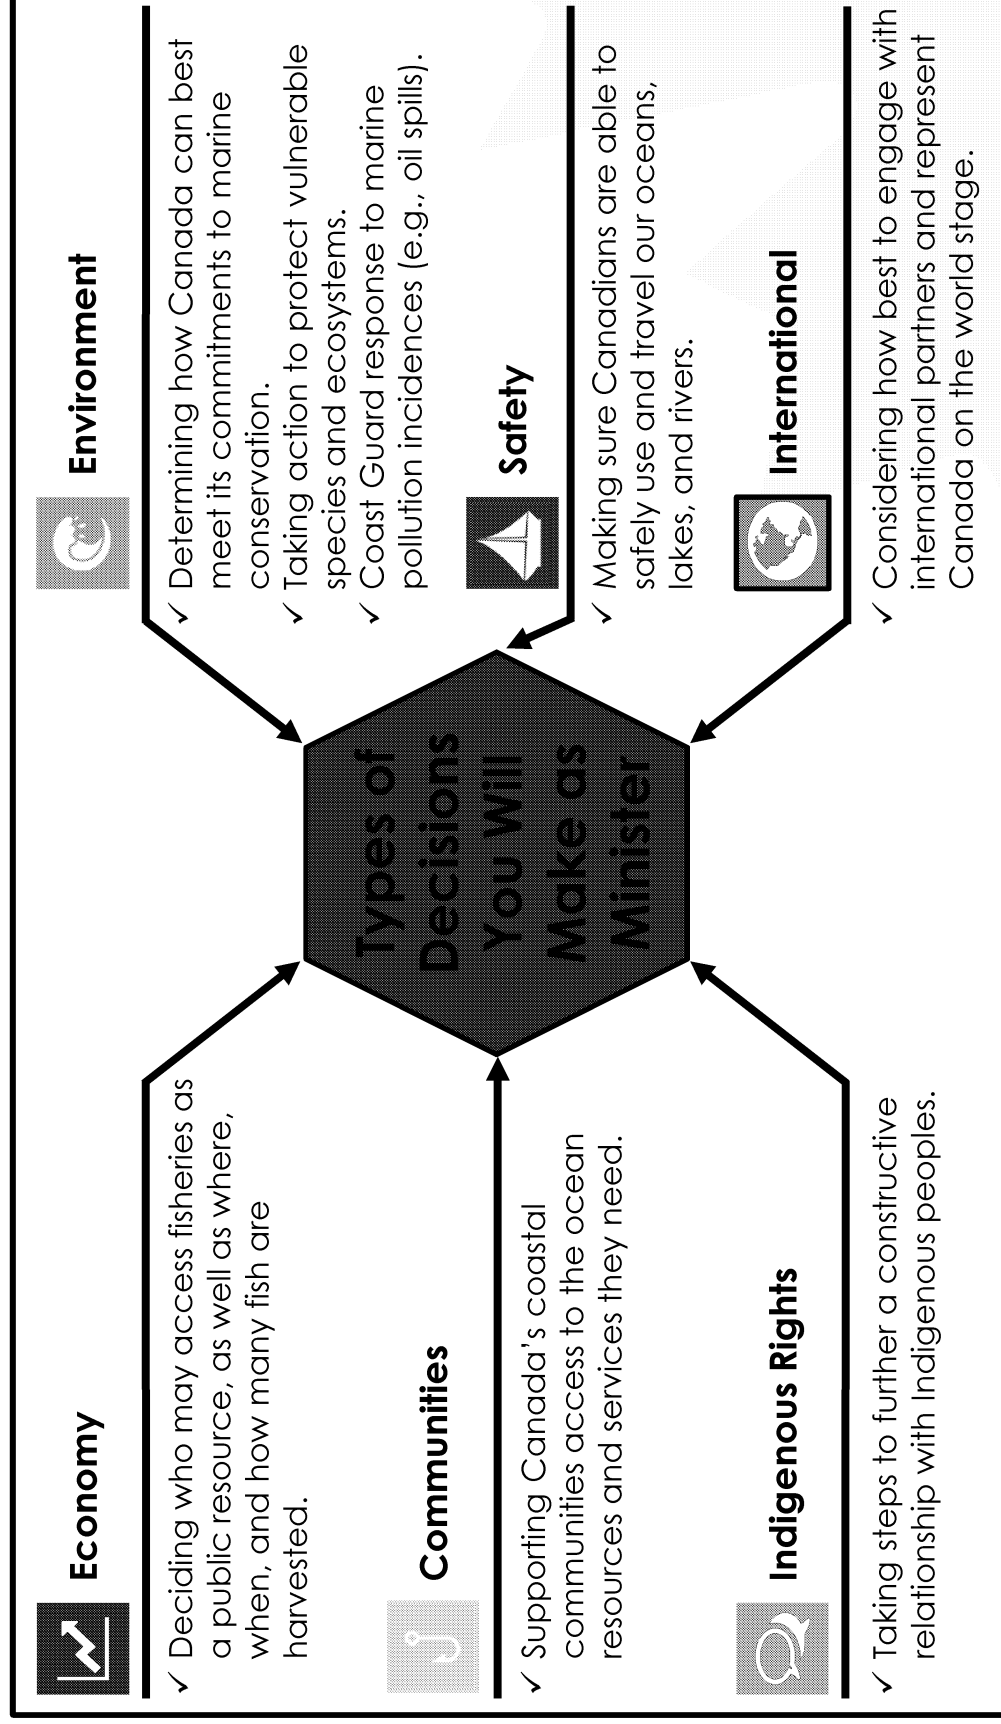 Economy
✓ Deciding who may access fisheries as
a public resource, as well as where,
when, and how many fish are
harvested.
Communities
✓ Supporting Canada's coastal
communities access to the ocean
resources and services they need.
Indigenous Rights
✓ Taking steps to further a constructive
relationship with Indigenous peoples.
Types of
Decisions
You Will
Make as
Minister
Environment
✓ Determining how Canada can best
meet its commitments to marine
conservation.
✓ Taking action to protect vulnerable
species and ecosystems.
✓ Coast Guard response to marine
pollution incidences (e.g., oil spills).
Safety
✓ Making sure Canadians are able to
safely use and travel our oceans,
lakes, and rivers.
International
✓ Considering how best to engage with
international partners and represent
Canada on the world stage.